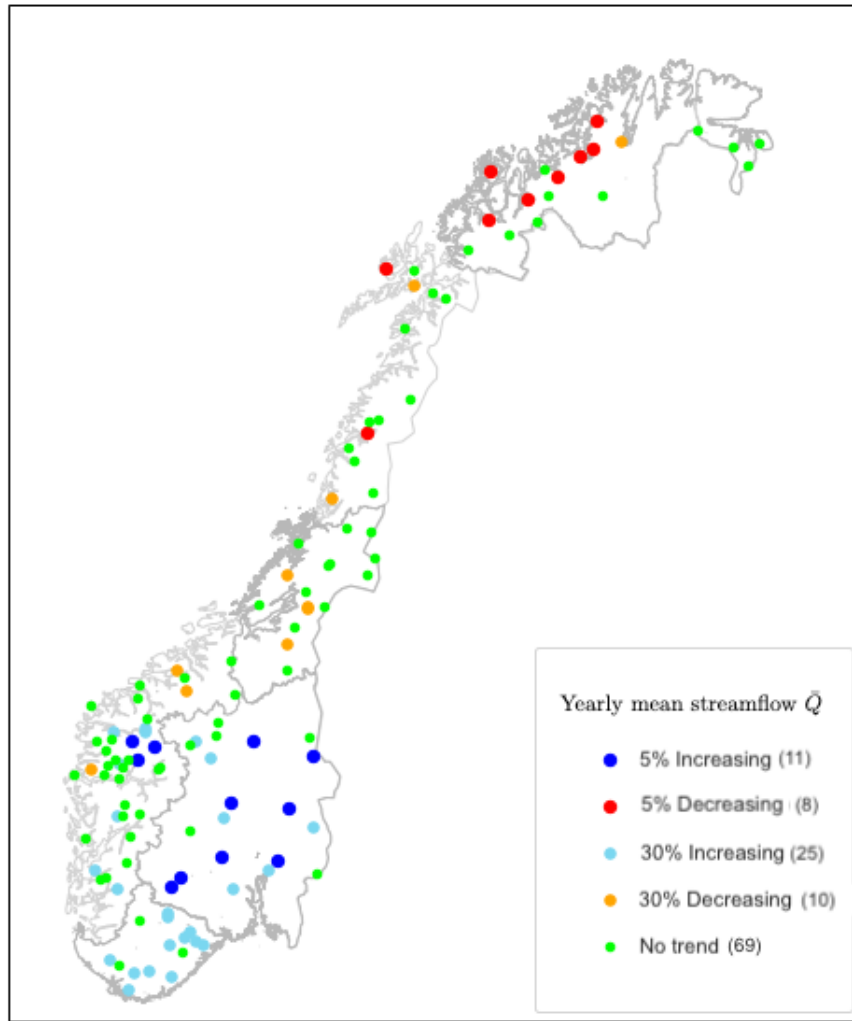 Yearly mean streamflow Q̄
5% Increasing (11)
5% Decreasing (8)
30% Increasing (25)
30% Decreasing (10)
No trend (69)